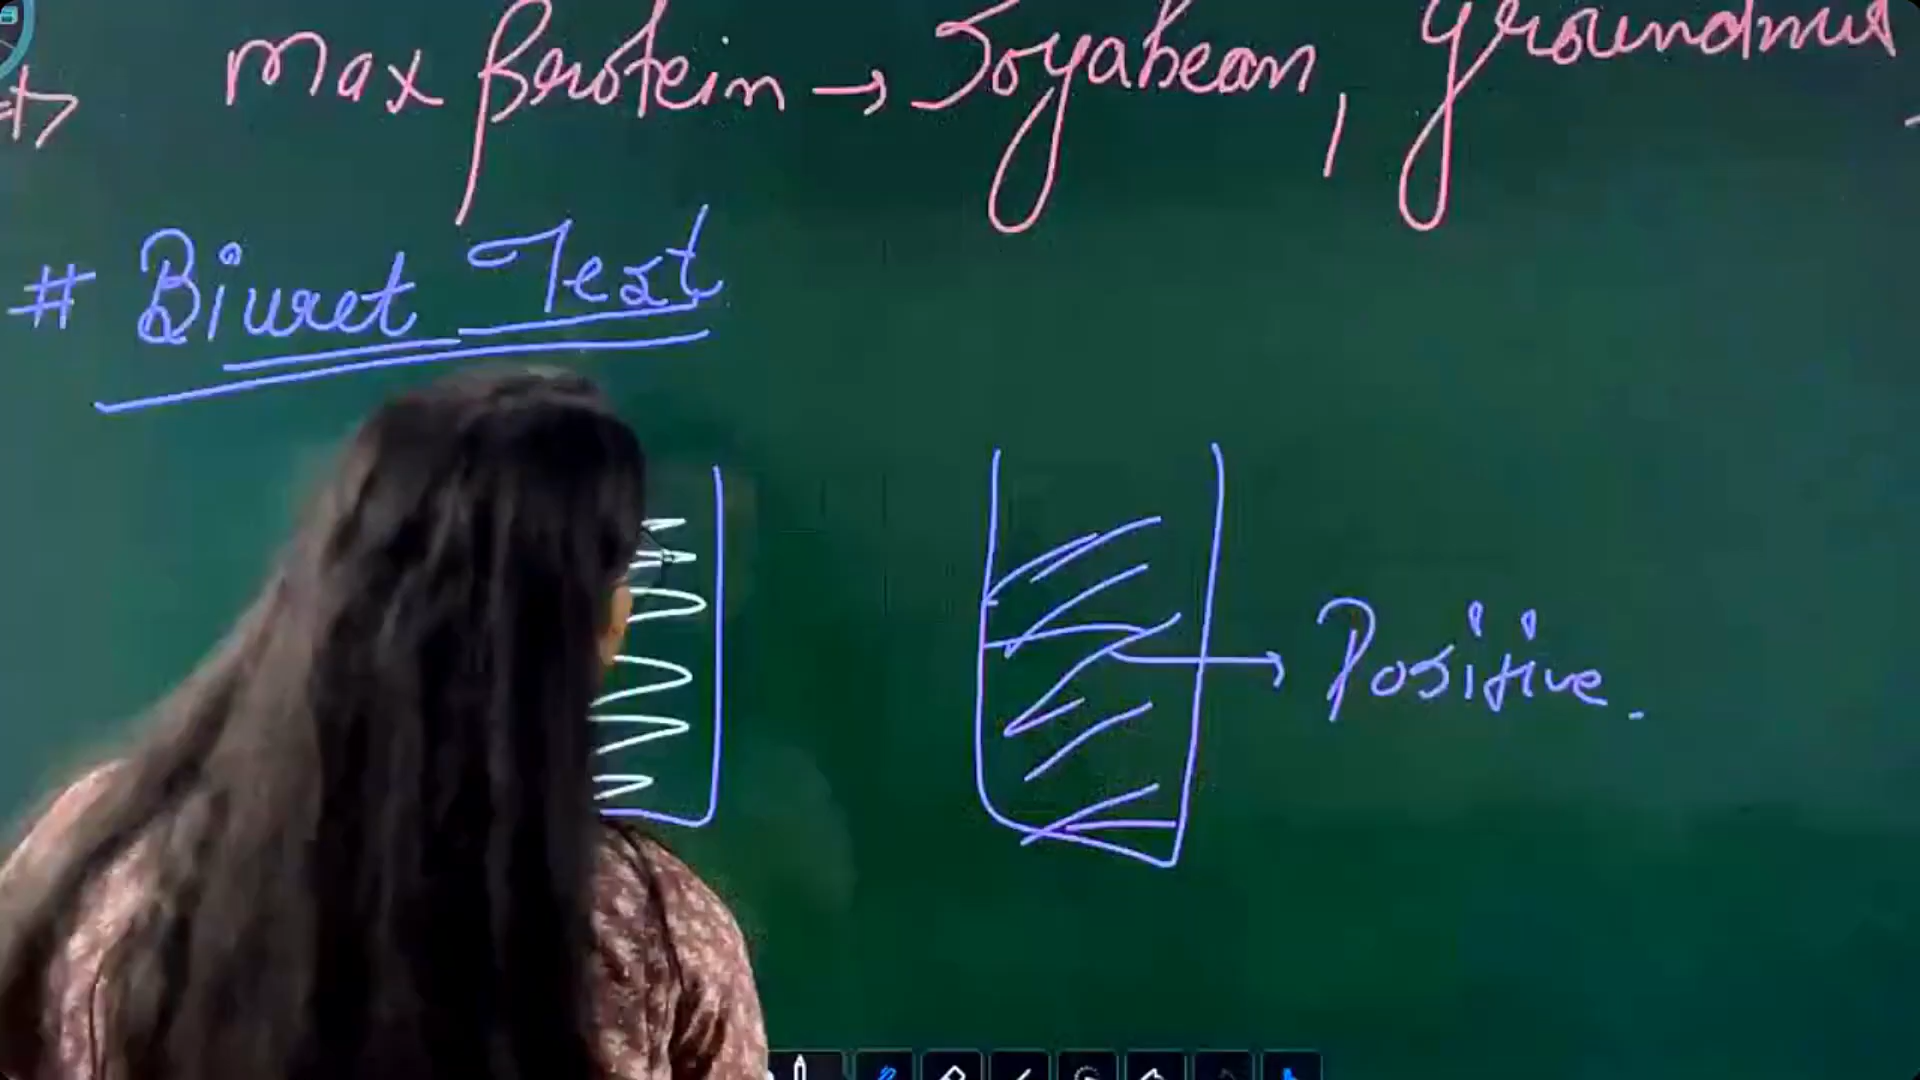 => Max Protein → Soyabean, Groundnut
# Biuret Test
→ Positive.